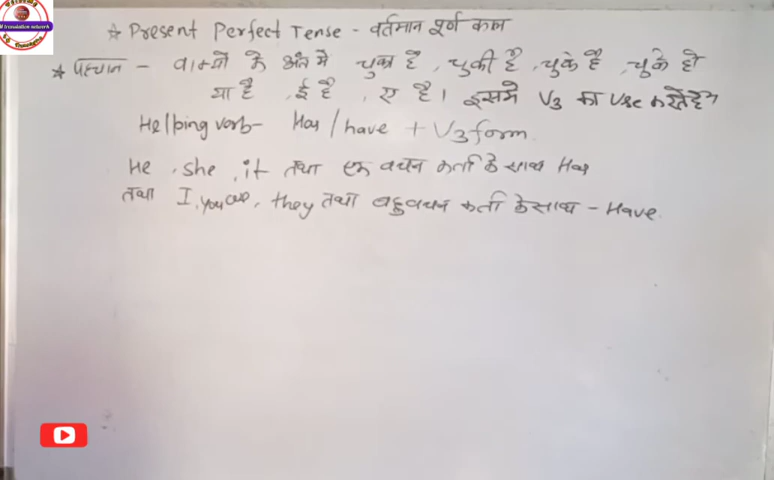 ☆ Present Perfect Tense - वर्तमान पूर्ण काल
★ पहचान - वाक्यों के अंत में चुका है, चुकी है, चुके है, चुके हो
या है, ई है, ए है। इसमें V3 का Use करते है
Helbing verb- Has/have + V3 form
He, she, it तथा एक वचन कर्ता के साथ Has
तथा I, you, we, they तथा बहुवचन कर्ता के साथ - Have